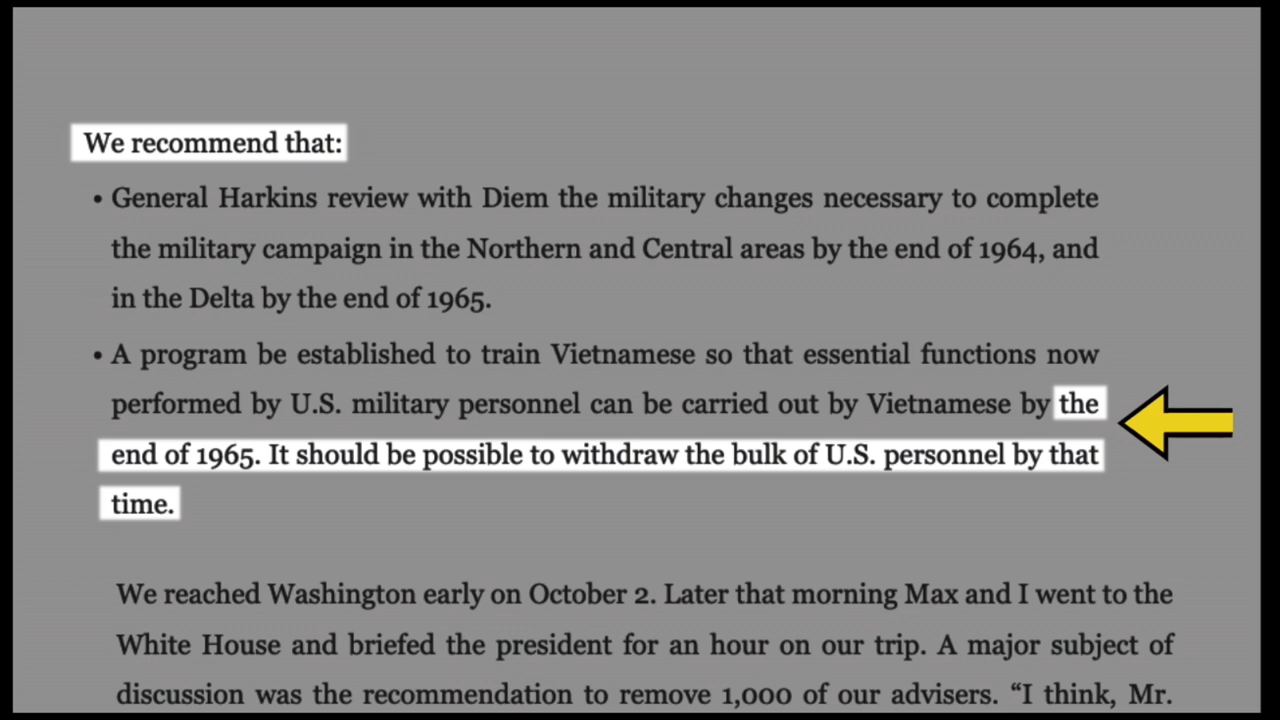 We recommend that:
• General Harkins review with Diem the military changes necessary to complete
the military campaign in the Northern and Central areas by the end of 1964, and
in the Delta by the end of 1965.
• A program be established to train Vietnamese so that essential functions now
performed by U.S. military personnel can be carried out by Vietnamese by the
end of 1965. It should be possible to withdraw the bulk of U.S. personnel by that
time.
We reached Washington early on October 2. Later that morning Max and I went to the
White House and briefed the president for an hour on our trip. A major subject of
discussion was the recommendation to remove 1,000 of our advisers. “I think, Mr.